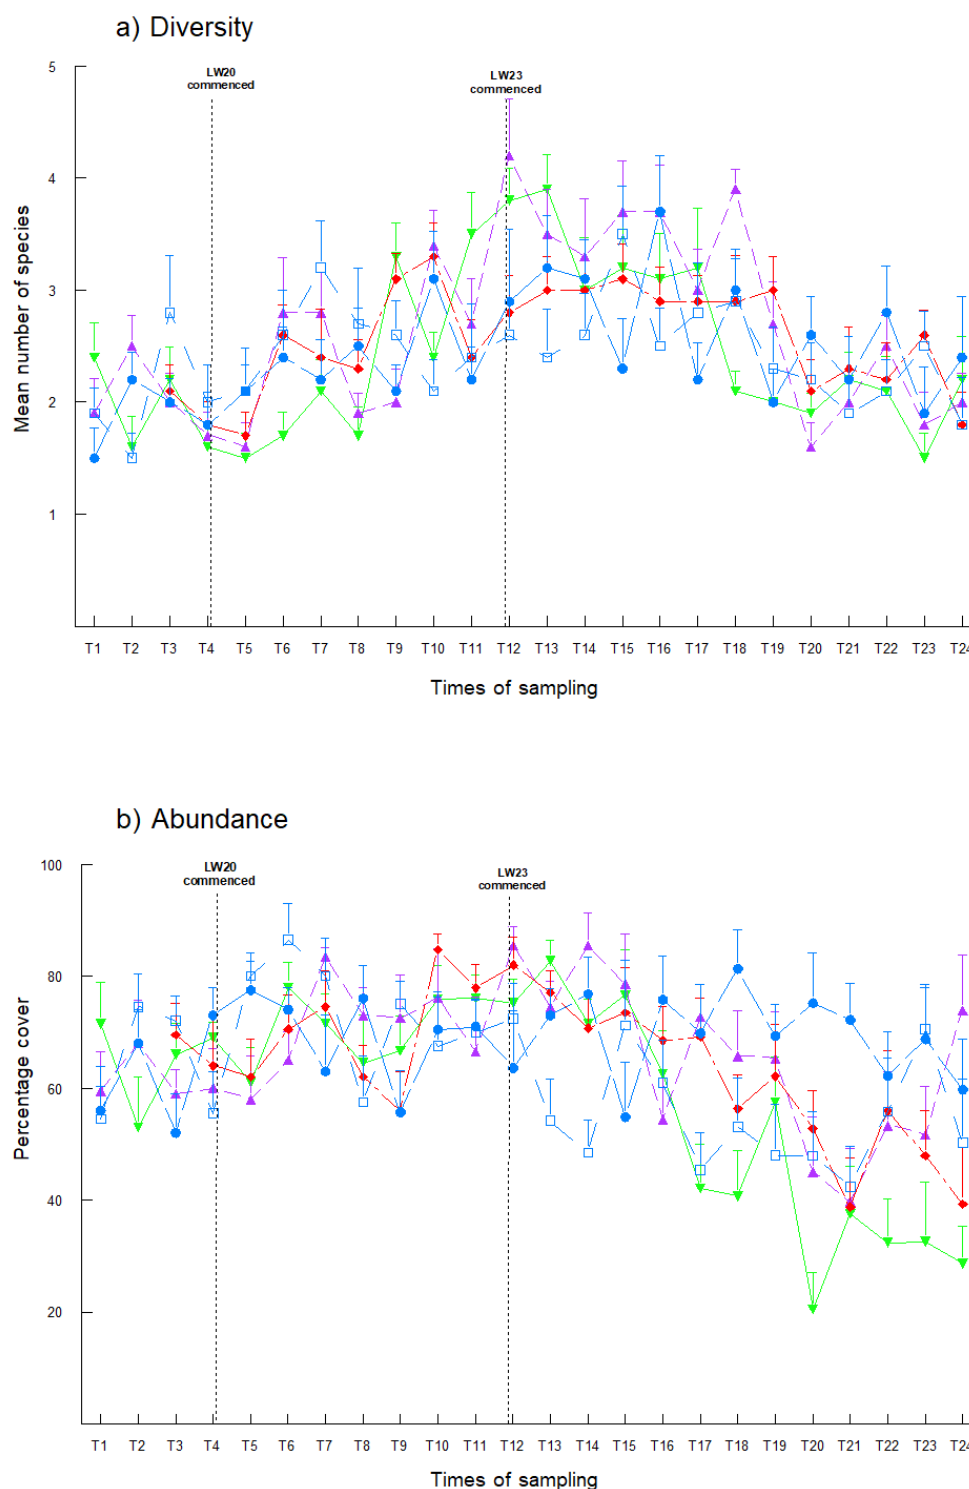 a) Diversity
5
LW20
commenced
LW23
commenced
4
3
2
1
Mean number of species
T1 T2 T3 T4 T5 T6 T7 T8 T9 T10 T11 T12 T13 T14 T15 T16 T17 T18 T19 T20 T21 T22 T23 T24
Times of sampling
b) Abundance
100
LW20
commenced
LW23
commenced
80
60
40
20
Percentage cover
T1 T2 T3 T4 T5 T6 T7 T8 T9 T10 T11 T12 T13 T14 T15 T16 T17 T18 T19 T20 T21 T22 T23 T24
Times of sampling